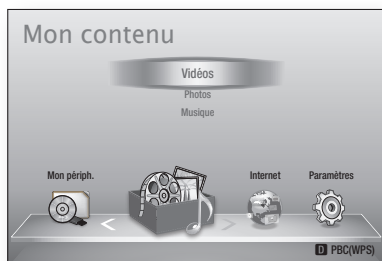 Mon contenu
Vidéos
Photos
Musique
Mon périph. Internet Paramètres
D PBC(WPS)